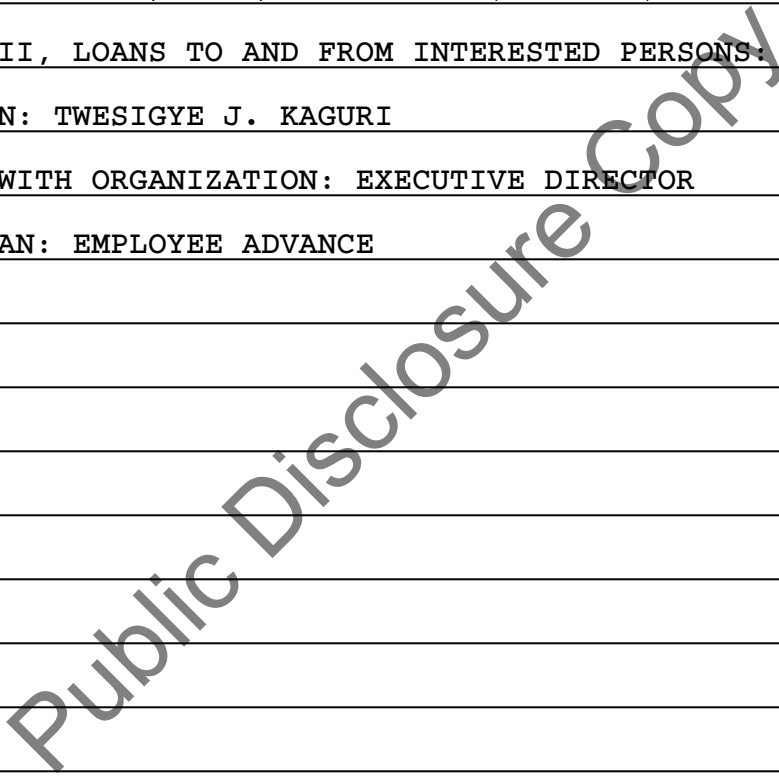 II, LOANS TO AND FROM INTERESTED PERSONS:
N: TWESIGYE J. KAGURI
WITH ORGANIZATION: EXECUTIVE DIRECTOR
AN: EMPLOYEE ADVANCE
Public Disclosure Copy